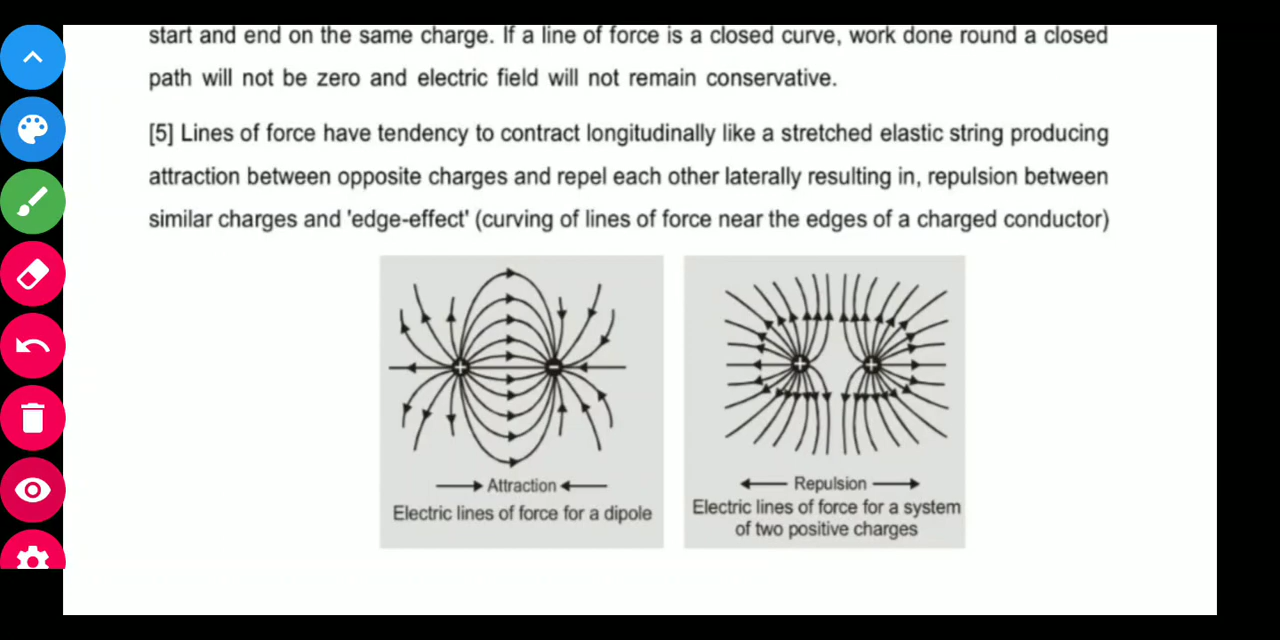 start and end on the same charge. If a line of force is a closed curve, work done round a closed
path will not be zero and electric field will not remain conservative.
[5] Lines of force have tendency to contract longitudinally like a stretched elastic string producing
attraction between opposite charges and repel each other laterally resulting in, repulsion between
similar charges and 'edge-effect' (curving of lines of force near the edges of a charged conductor)
+ −
Attraction
Electric lines of force for a dipole
+ +
Repulsion
Electric lines of force for a system
of two positive charges